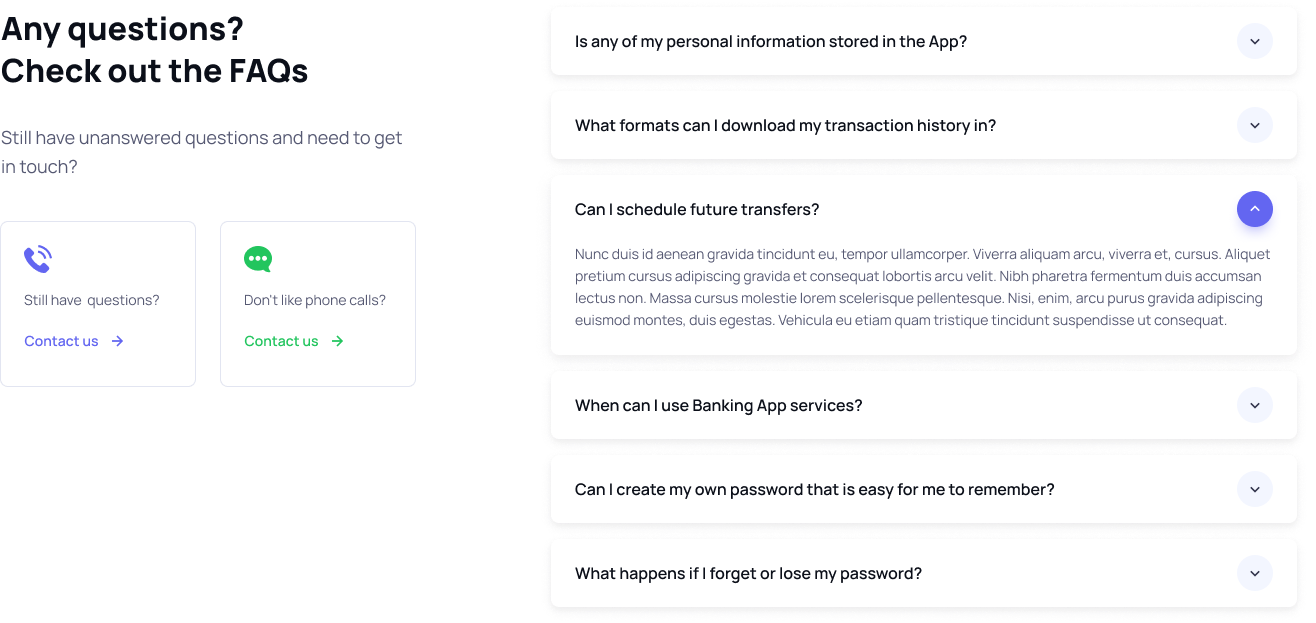 Any questions?
Check out the FAQs
Still have unanswered questions and need to get
in touch?
Still have  questions?
Contact us
Don't like phone calls?
Contact us
Is any of my personal information stored in the App?
What formats can I download my transaction history in?
Can I schedule future transfers?
Nunc duis id aenean gravida tincidunt eu, tempor ullamcorper. Viverra aliquam arcu, viverra et, cursus. Aliquet
pretium cursus adipiscing gravida et consequat lobortis arcu velit. Nibh pharetra fermentum duis accumsan
lectus non. Massa cursus molestie lorem scelerisque pellentesque. Nisi, enim, arcu purus gravida adipiscing
euismod montes, duis egestas. Vehicula eu etiam quam tristique tincidunt suspendisse ut consequat.
When can I use Banking App services?
Can I create my own password that is easy for me to remember?
What happens if I forget or lose my password?